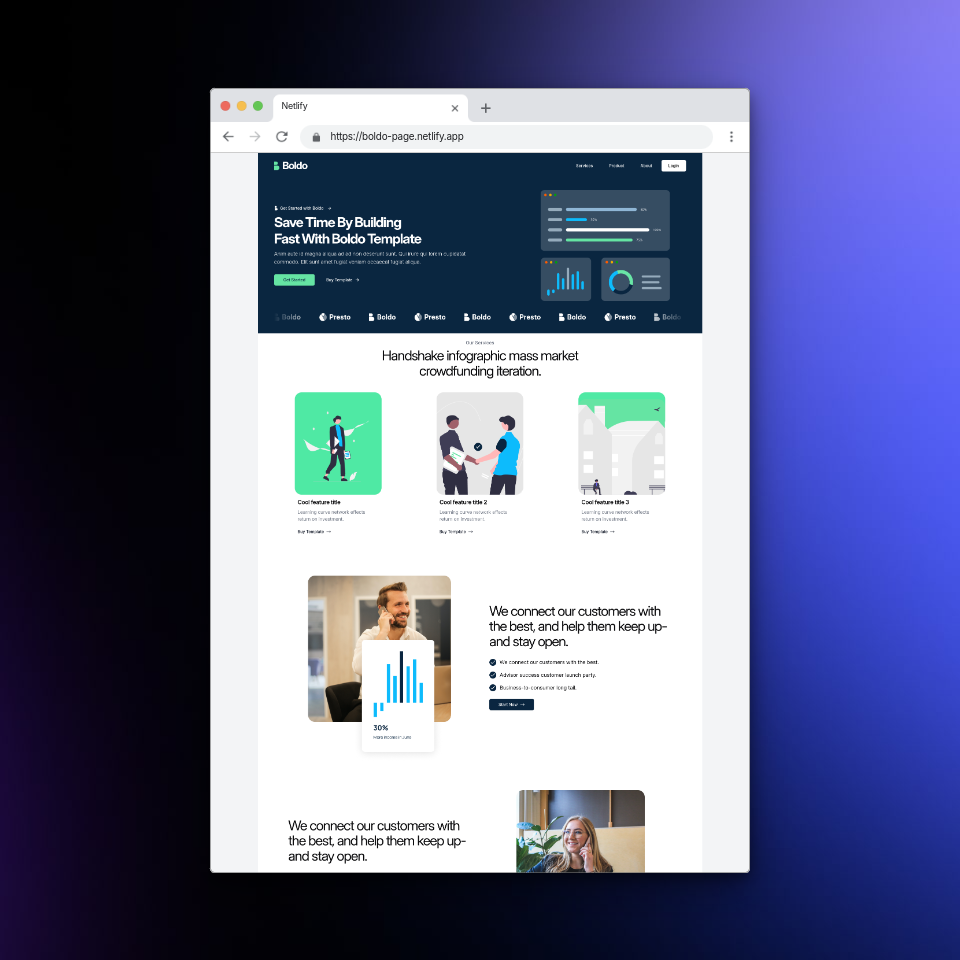 Netlify
https://boldo-page.netlify.app
Boldo
Services Product About Login
Get Started with Boldo →
Save Time By Building
Fast With Boldo Template
Anim aute id magna aliqua ad ad non deserunt sunt. Qui irure qui lorem cupidatat
commodo. Elit sunt amet fugiat veniam occaecat fugiat aliqua.
Get Started Buy Template →
Boldo Presto Boldo Presto Boldo Presto Boldo Presto Boldo
Our Services
Handshake infographic mass market
crowdfunding iteration.
Cool feature title
Learning curve network effects
return on investment.
Buy Template →
Cool feature title 2
Learning curve network effects
return on investment.
Buy Template →
Cool feature title 3
Learning curve network effects
return on investment.
Buy Template →
We connect our customers with
the best, and help them keep up-
and stay open.
We connect our customers with the best.
Advisor success customer launch party.
Business-to-consumer long tail.
Start Now →
30%
We connect our customers with
the best, and help them keep up-
and stay open.